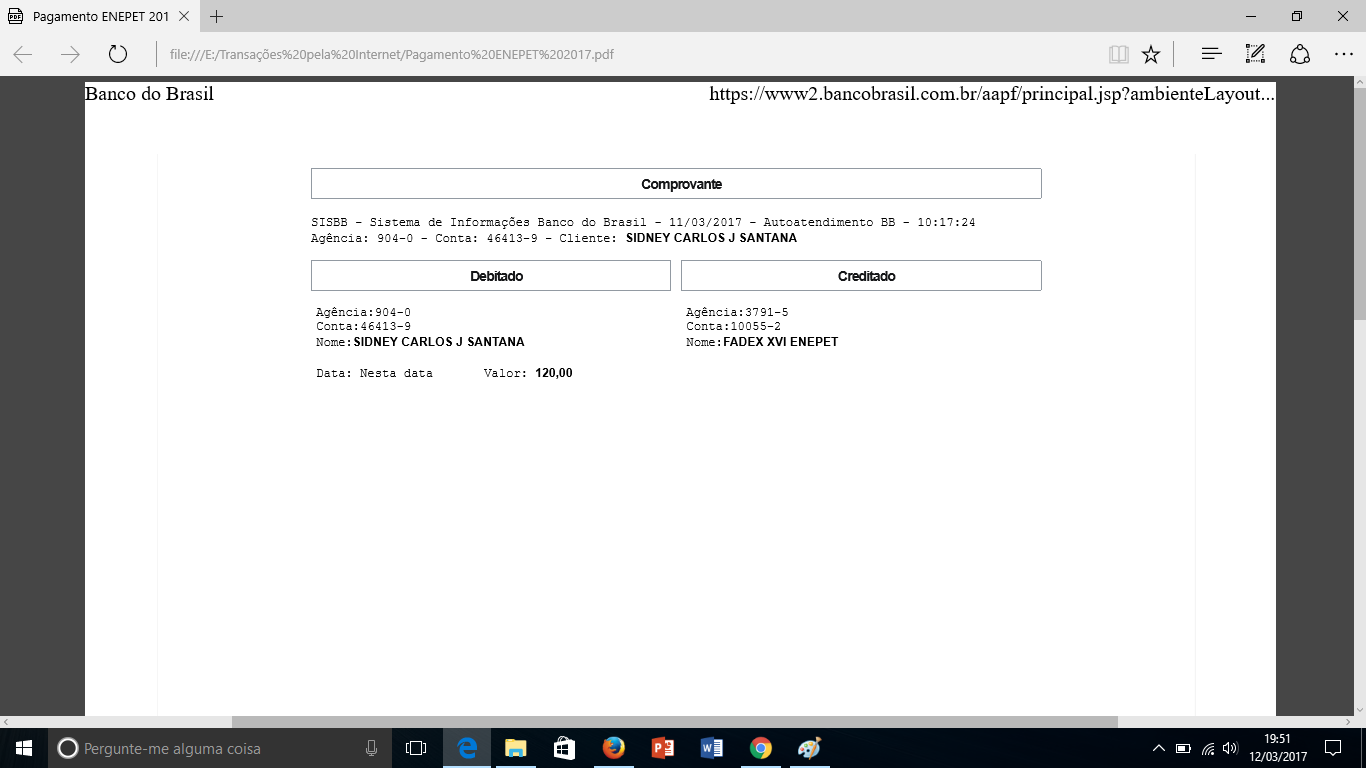 Pagamento ENEPET 201
file:///E:/Transações%20pela%20Internet/Pagamento%20ENEPET%202017.pdf
Banco do Brasil https://www2.bancobrasil.com.br/aapf/principal.jsp?ambienteLayout...
Comprovante
SISBB - Sistema de Informações Banco do Brasil - 11/03/2017 - Autoatendimento BB - 10:17:24
Agência: 904-0 - Conta: 46413-9 - Cliente: SIDNEY CARLOS J SANTANA
Debitado Creditado
Agência:904-0 Agência:3791-5
Conta:46413-9 Conta:10055-2
Nome:SIDNEY CARLOS J SANTANA Nome:FADEX XVI ENEPET
Data: Nesta data Valor: 120,00
Pergunte-me alguma coisa
19:51
12/03/2017